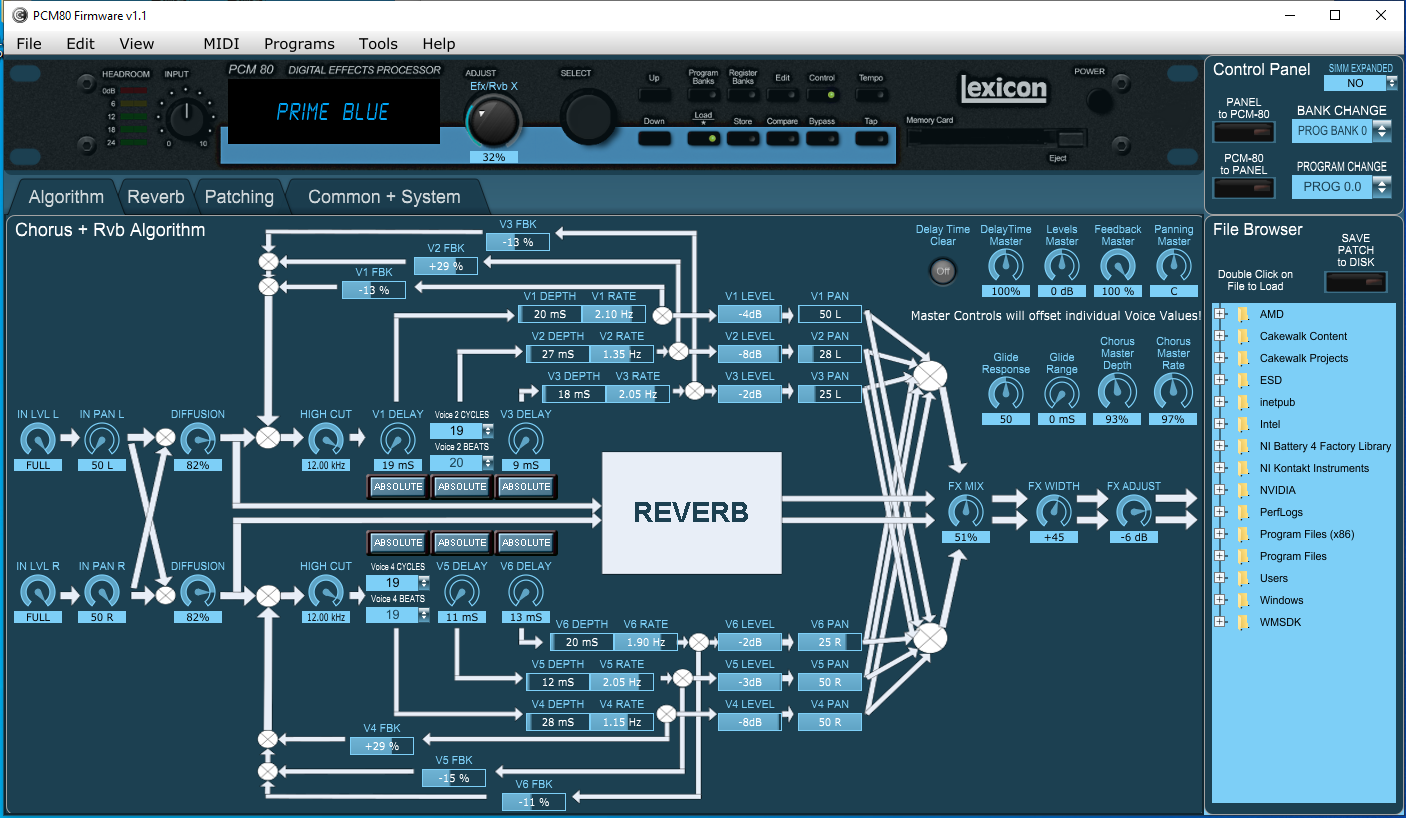 PCM80 Firmware v1.1
File Edit View MIDI Programs Tools Help
HEADROOM INPUT
0dB
6
12
18
24
0 10
PCM 80 DIGITAL EFFECTS PROCESSOR
PRIME BLUE
ADJUST
Efx/Rvb X
32%
SELECT
Up Program Banks Register Banks Edit Control Tempo
Down Load ★ Store Compare Bypass Tap
lexicon
POWER
Memory Card
Eject
Control Panel
SIMM EXPANDED
NO
PANEL
to PCM-80
BANK CHANGE
PROG BANK 0
PCM-80
to PANEL
PROGRAM CHANGE
PROG 0.0
Algorithm Reverb Patching Common + System
Chorus + Rvb Algorithm
V3 FBK
-13 %
V2 FBK
+29 %
V1 FBK
-13 %
Delay Time
Clear
Off
DelayTime
Master
100%
Levels
Master
0 dB
Feedback
Master
100 %
Panning
Master
C
Master Controls will offset individual Voice Values!
V1 DEPTH V1 RATE V1 LEVEL V1 PAN
20 mS 2.10 Hz -4dB 50 L
V2 DEPTH V2 RATE V2 LEVEL V2 PAN
27 mS 1.35 Hz -8dB 28 L
V3 DEPTH V3 RATE V3 LEVEL V3 PAN
18 mS 2.05 Hz -2dB 25 L
Glide
Response
50
Glide
Range
0 mS
Chorus
Master
Depth
93%
Chorus
Master
Rate
97%
IN LVL L IN PAN L DIFFUSION HIGH CUT V1 DELAY Voice 2 CYCLES V3 DELAY
19
Voice 2 BEATS
20
FULL 50 L 82% 12.00 kHz 19 mS 9 mS
ABSOLUTE ABSOLUTE ABSOLUTE
REVERB
FX MIX FX WIDTH FX ADJUST
51% +45 -6 dB
ABSOLUTE ABSOLUTE ABSOLUTE
IN LVL R IN PAN R DIFFUSION HIGH CUT Voice 4 CYCLES V5 DELAY V6 DELAY
19
Voice 4 BEATS
19
FULL 50 R 82% 12.00 kHz 11 mS 13 mS
V6 DEPTH V6 RATE V6 LEVEL V6 PAN
20 mS 1.90 Hz -2dB 25 R
V5 DEPTH V5 RATE V5 LEVEL V5 PAN
12 mS 2.05 Hz -3dB 50 R
V4 DEPTH V4 RATE V4 LEVEL V4 PAN
28 mS 1.15 Hz -8dB 50 R
V4 FBK
+29 %
V5 FBK
-15 %
V6 FBK
-11 %
File Browser
SAVE
PATCH
to DISK
Double Click on
File to Load
AMD
Cakewalk Content
Cakewalk Projects
ESD
inetpub
Intel
NI Battery 4 Factory Library
NI Kontakt Instruments
NVIDIA
PerfLogs
Program Files (x86)
Program Files
Users
Windows
WMSDK